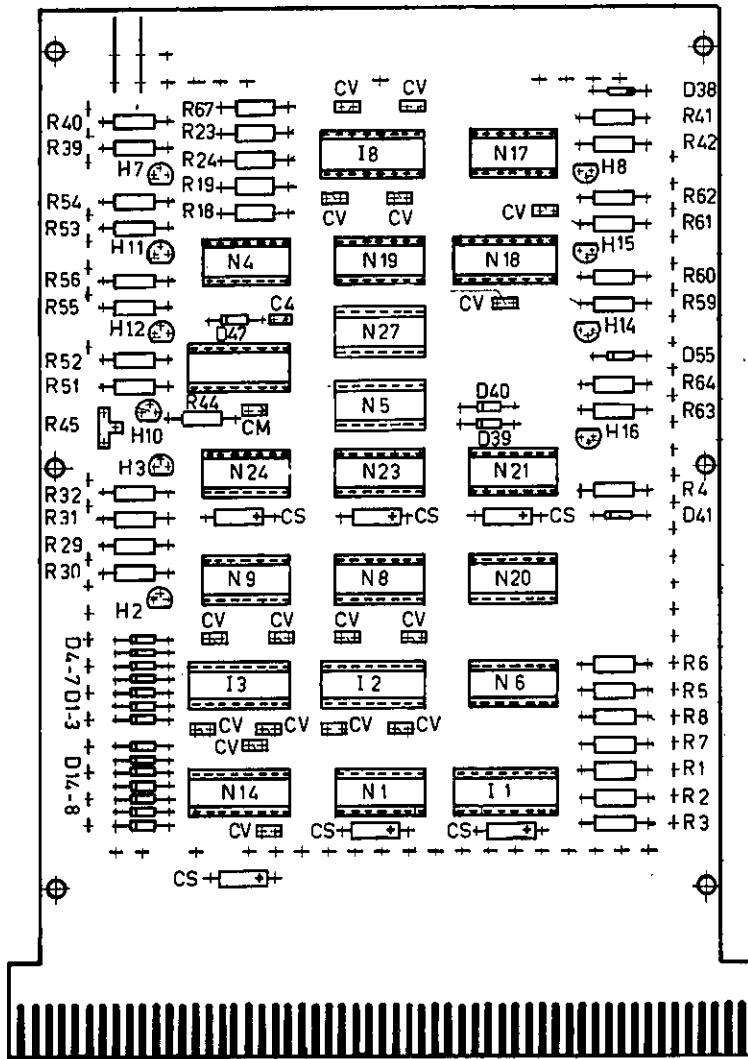 CV CV D38
R40 R67 R41
R39 R23 I8 N17 R42
H7 R24 H8
R54 R19 CV CV CV R62
R53 R18 R61
H11 N4 N19 N18 H15
R56 R60
R55 C4 CV R59
H12 D47 N27 H14
R52 D55
R51 R44 D40 R64
R45 H10 CM N5 D39 R63
H3 N24 N23 N21 H16
R32 R4
R31 CS CS CS D41
R29
R30 N9 N8 N20
H2
CV CV CV CV
D4-7 D1-3 I3 I2 N6 R6
R5
CV CV CV CV R8
D14-8 CV R7
N14 N1 I1 R1
R2
CV CS CS R3
CS